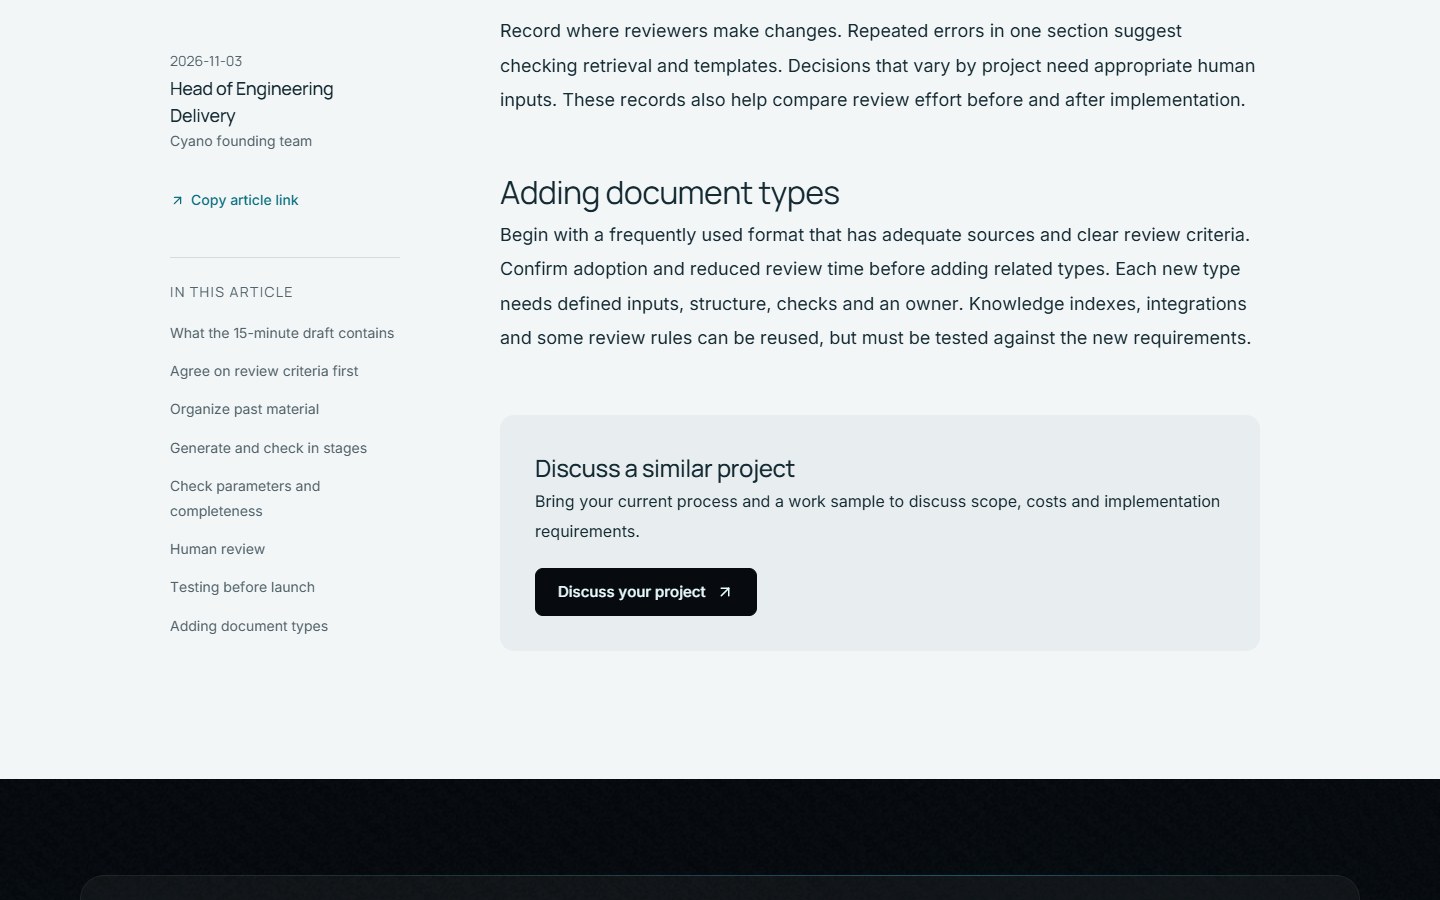 2026-11-03
Head of Engineering
Delivery
Cyano founding team
Copy article link
IN THIS ARTICLE
What the 15-minute draft contains
Agree on review criteria first
Organize past material
Generate and check in stages
Check parameters and
completeness
Human review
Testing before launch
Adding document types
Record where reviewers make changes. Repeated errors in one section suggest
checking retrieval and templates. Decisions that vary by project need appropriate human
inputs. These records also help compare review effort before and after implementation.
Adding document types
Begin with a frequently used format that has adequate sources and clear review criteria.
Confirm adoption and reduced review time before adding related types. Each new type
needs defined inputs, structure, checks and an owner. Knowledge indexes, integrations
and some review rules can be reused, but must be tested against the new requirements.
Discuss a similar project
Bring your current process and a work sample to discuss scope, costs and implementation
requirements.
Discuss your project